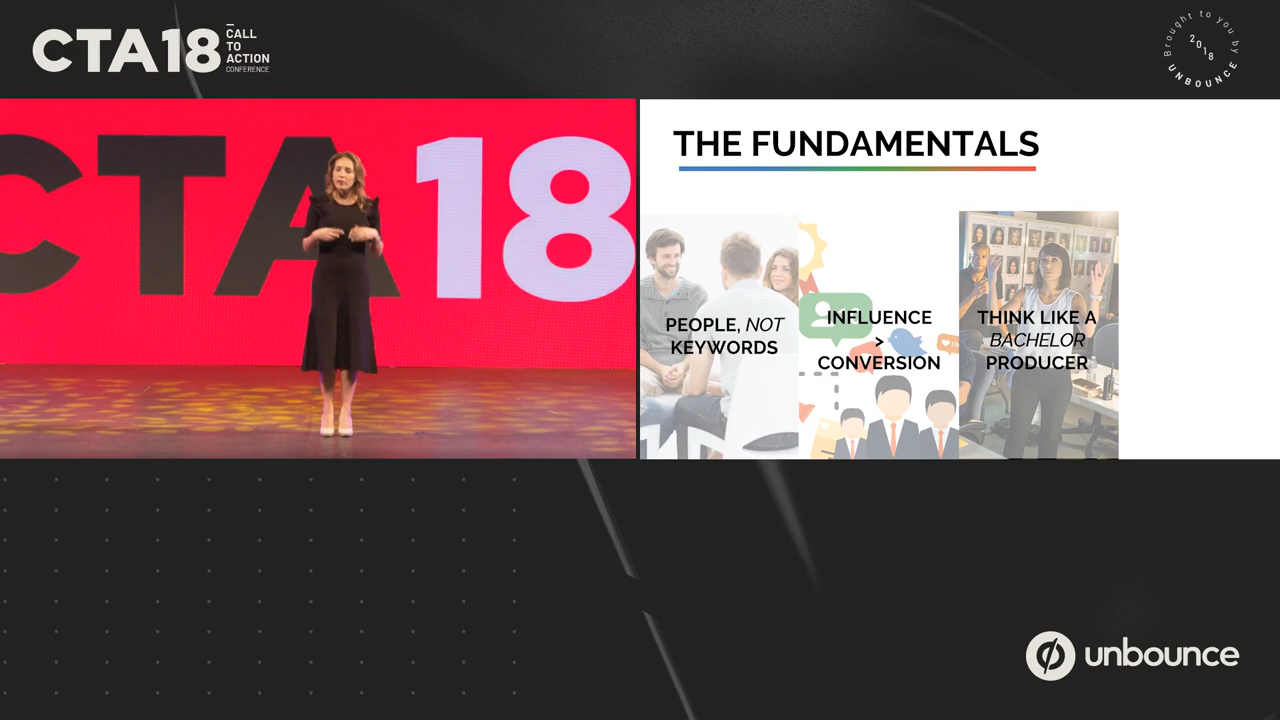 CTA18
CALL
TO
ACTION
CONFERENCE
Brought to you by
2018
UNBOUNCE
CTA18
THE FUNDAMENTALS
PEOPLE, NOT
KEYWORDS
INFLUENCE
>
CONVERSION
THINK LIKE A
BACHELOR
PRODUCER
unbounce